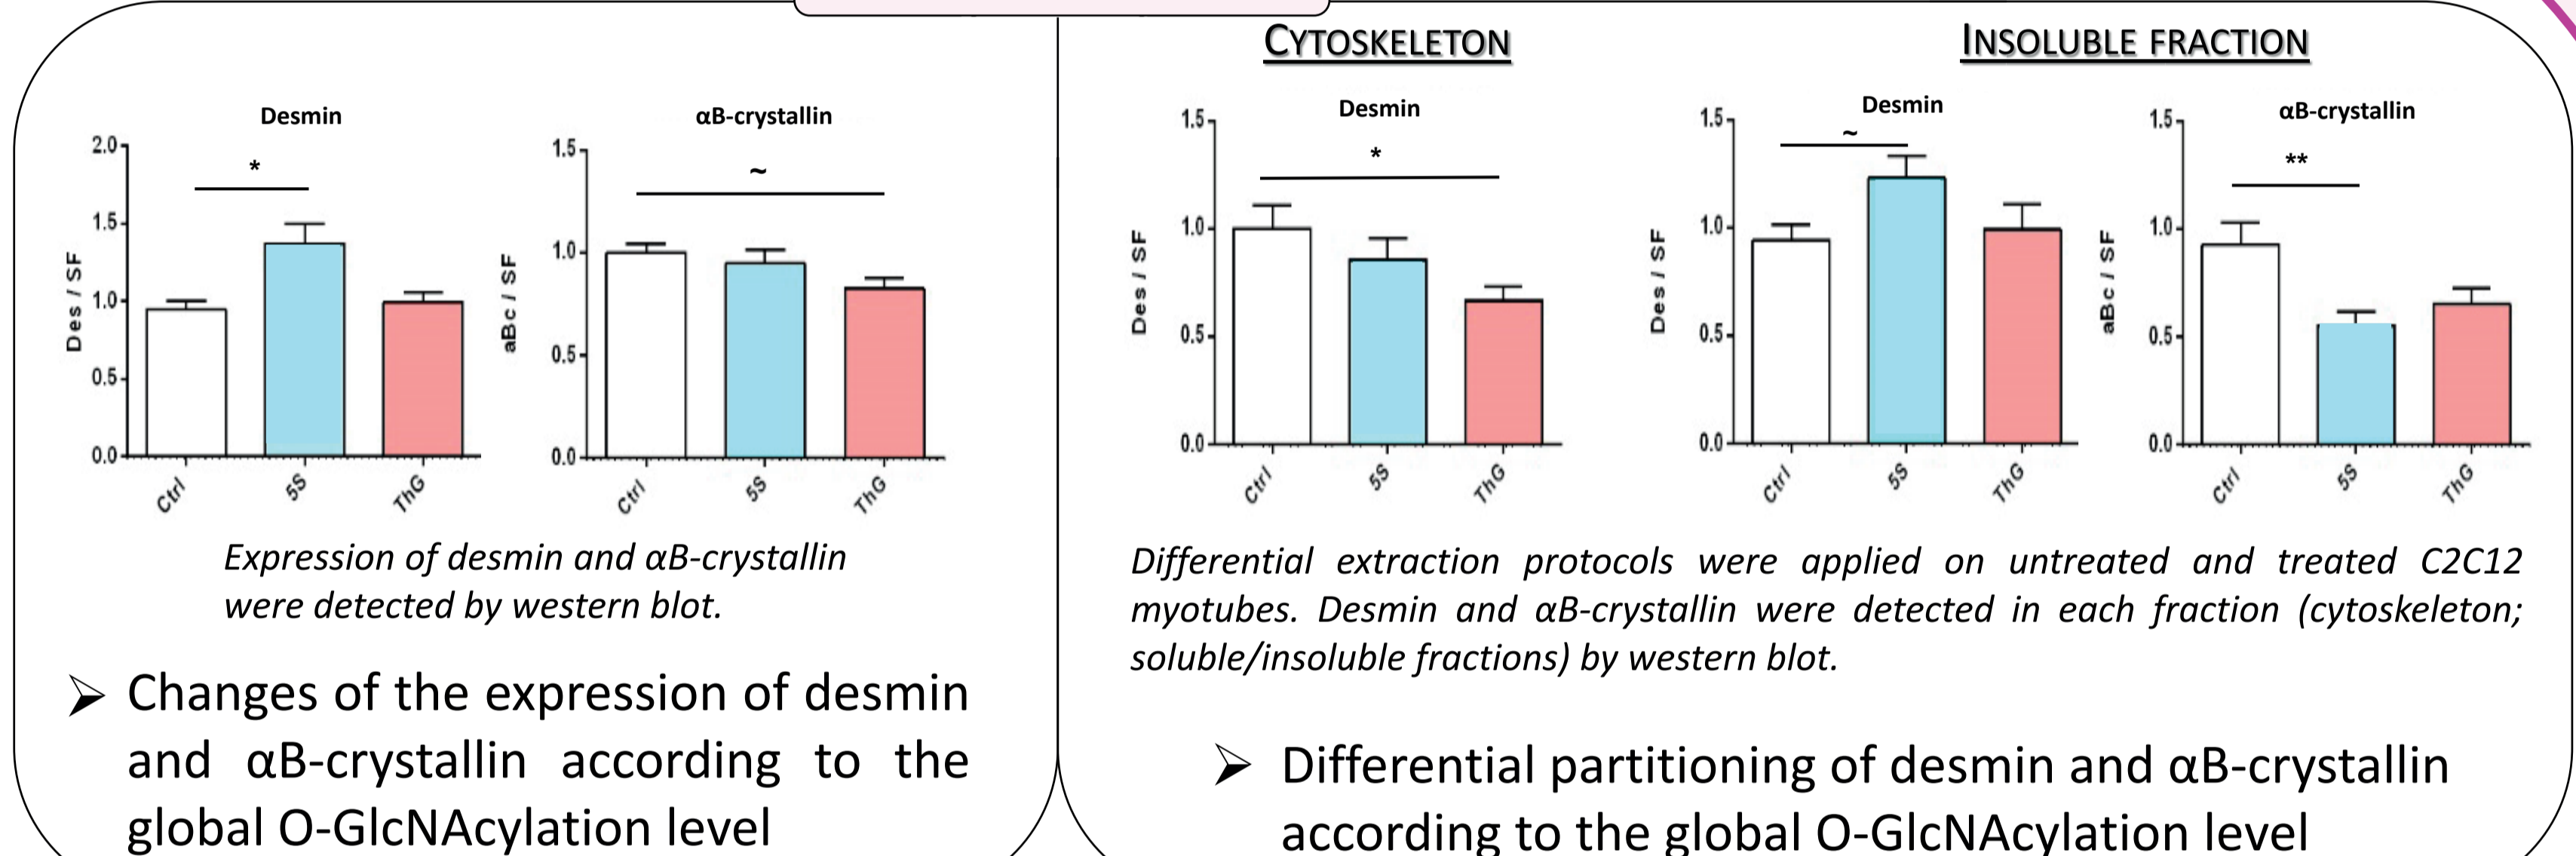 CYTOSKELETON
INSOLUBLE FRACTION
Desmin
*
Des / SF
2.0
1.5
1.0
0.5
0.0
Ctrl
5S
ThG
αB-crystallin
~
aBc / SF
1.5
1.0
0.5
0.0
Ctrl
5S
ThG
Expression of desmin and αB-crystallin
were detected by western blot.
➢ Changes of the expression of desmin
and αB-crystallin according to the
global O-GlcNAcylation level
Desmin
*
Des / SF
1.5
1.0
0.5
0.0
Ctrl
5S
ThG
Desmin
~
Des / SF
1.5
1.0
0.5
0.0
Ctrl
5S
ThG
αB-crystallin
**
aBc / SF
1.5
1.0
0.5
0.0
Ctrl
5S
ThG
Differential extraction protocols were applied on untreated and treated C2C12
myotubes. Desmin and αB-crystallin were detected in each fraction (cytoskeleton;
soluble/insoluble fractions) by western blot.
➢ Differential partitioning of desmin and αB-crystallin
according to the global O-GlcNAcylation level